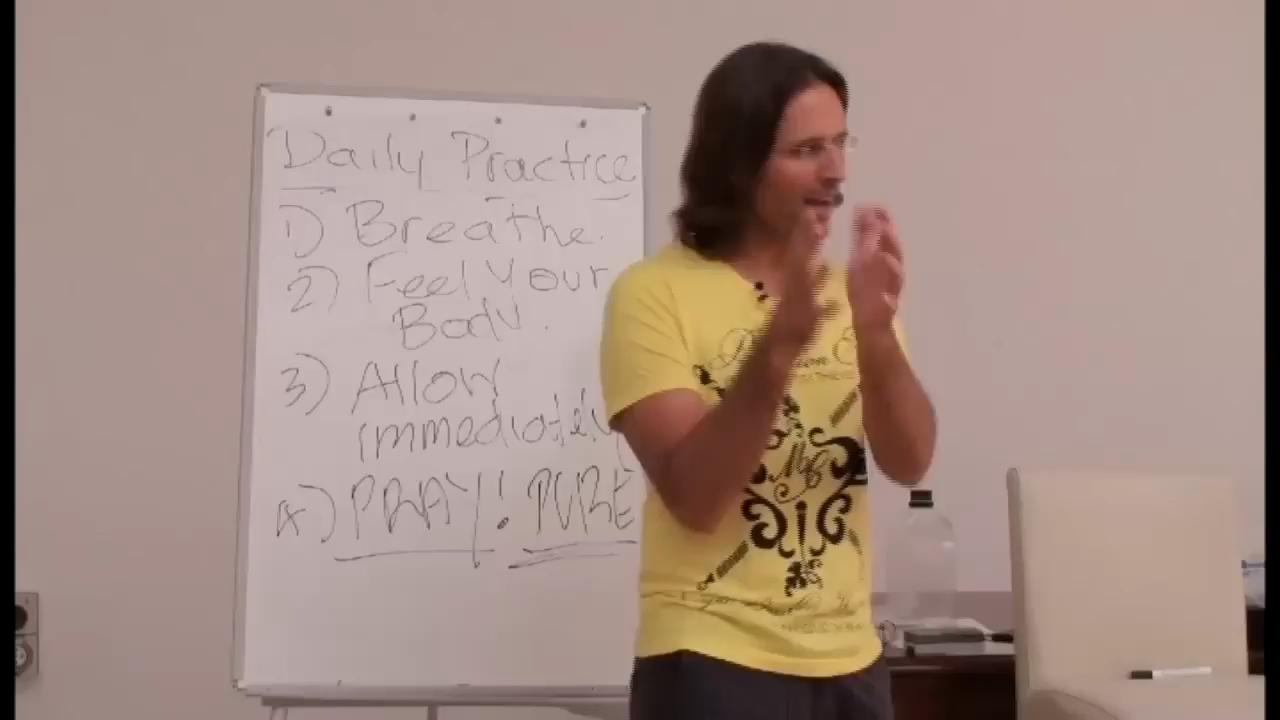 Daily Practice
1) Breathe.
2) Feel Your
Body.
3) Allow
immediately
4) PRAY! PURE